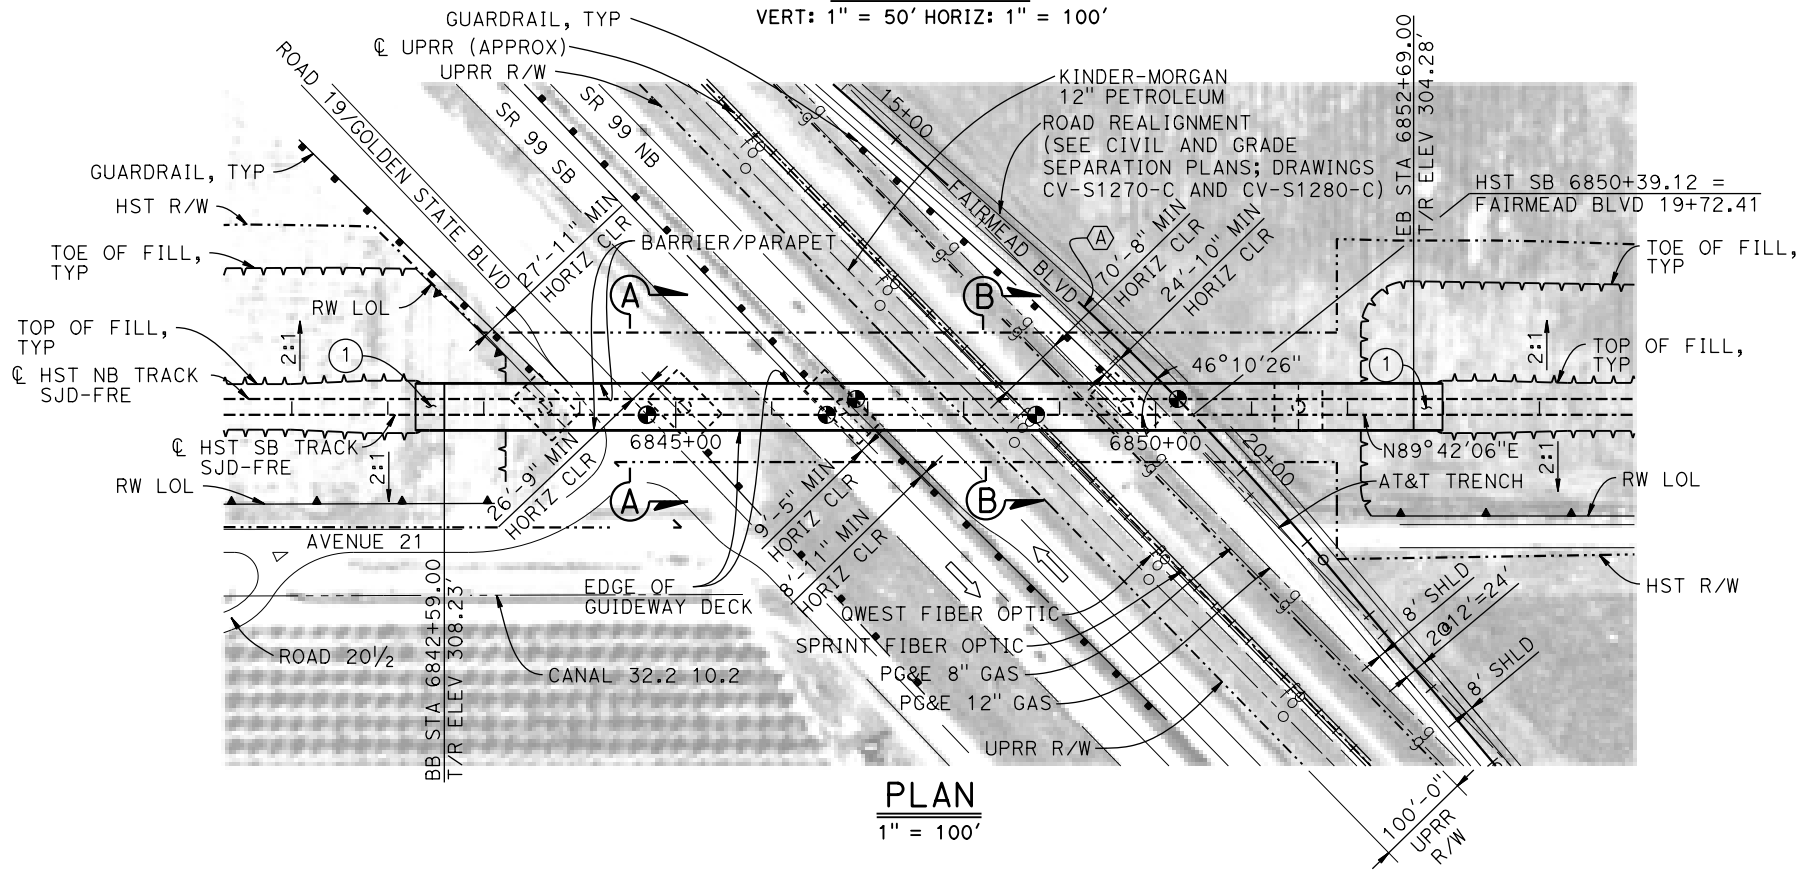 VERT: 1" = 50' HORIZ: 1" = 100'
GUARDRAIL, TYP
℄ UPRR (APPROX)
UPRR R/W
ROAD 19/GOLDEN STATE BLVD
SR 99 SB
SR 99 NB
KINDER-MORGAN
12" PETROLEUM
ROAD REALIGNMENT
(SEE CIVIL AND GRADE
SEPARATION PLANS; DRAWINGS
CV-S1270-C AND CV-S1280-C)
15+00
FAIRMEAD BLVD
EB STA 6852+69.00
T/R ELEV 304.28'
HST SB 6850+39.12 =
FAIRMEAD BLVD 19+72.41
GUARDRAIL, TYP
HST R/W
TOE OF FILL,
TYP
RW LOL
27'-11" MIN
HORIZ CLR
BARRIER/PARAPET
A
A
B
70'-8" MIN
HORIZ CLR
24'-10" MIN
HORIZ CLR
TOE OF FILL,
TYP
TOP OF FILL,
TYP
2:1
1
℄ HST NB TRACK
SJD-FRE
46°10'26"
1
2:1
TOP OF FILL,
TYP
℄ HST SB TRACK
SJD-FRE
2:1
6845+00
6850+00
20+00
N89°42'06"E
2:1
RW LOL
26'-9" MIN
HORIZ CLR
A
9'-5" MIN
HORIZ CLR
8'-1" MIN
HORIZ CLR
B
AT&T TRENCH
RW LOL
AVENUE 21
BB STA 6842+59.00
T/R ELEV 308.23'
EDGE OF
GUIDEWAY DECK
HST R/W
QWEST FIBER OPTIC
SPRINT FIBER OPTIC
PG&E 8" GAS
PG&E 12" GAS
UPRR R/W
8' SHLD
2@12'=24'
8' SHLD
ROAD 20½
CANAL 32.2 10.2
PLAN
1" = 100'
100'-0"
UPRR
R/W